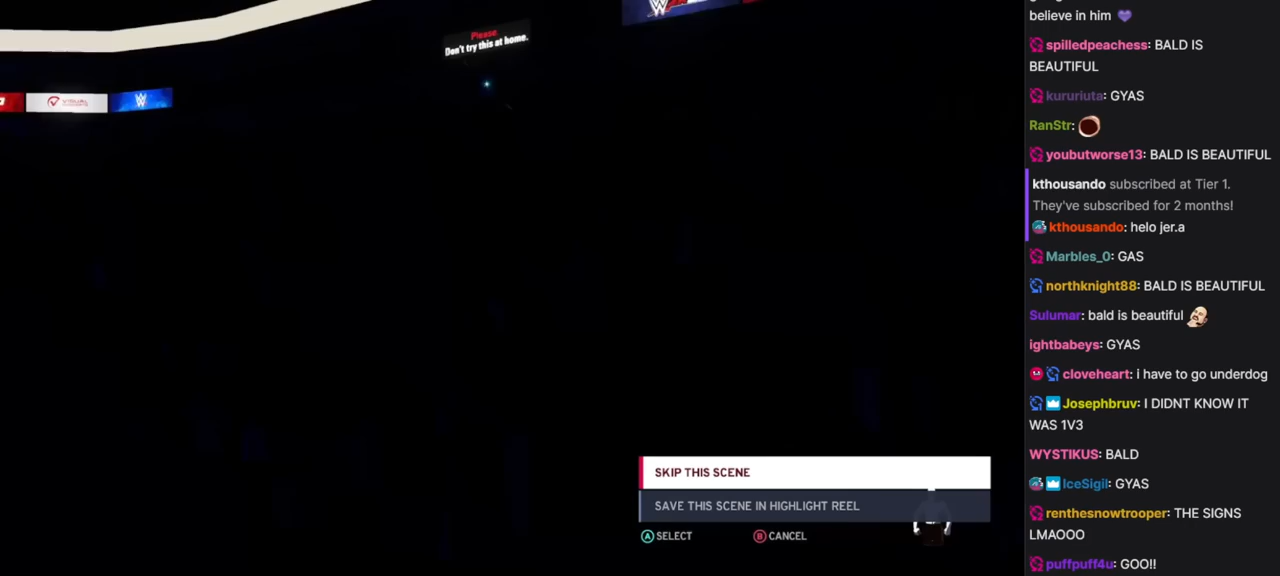 Please
Don't try this at home.
VISUAL
SKIP THIS SCENE
SAVE THIS SCENE IN HIGHLIGHT REEL
A SELECT B CANCEL
believe in him
spilledpeachess: BALD IS
BEAUTIFUL
kururiuta: GYAS
RanStr:
youbutworse13: BALD IS BEAUTIFUL
kthousando subscribed at Tier 1.
They've subscribed for 2 months!
kthousando: helo jer.a
Marbles_0: GAS
northknight88: BALD IS BEAUTIFUL
Sulumar: bald is beautiful
ightbabeys: GYAS
cloveheart: i have to go underdog
Josephbruv: I DIDNT KNOW IT
WAS 1V3
WYSTIKUS: BALD
IceSigil: GYAS
renthesnowtrooper: THE SIGNS
LMAOOO
puffpuff4u: GOO!!